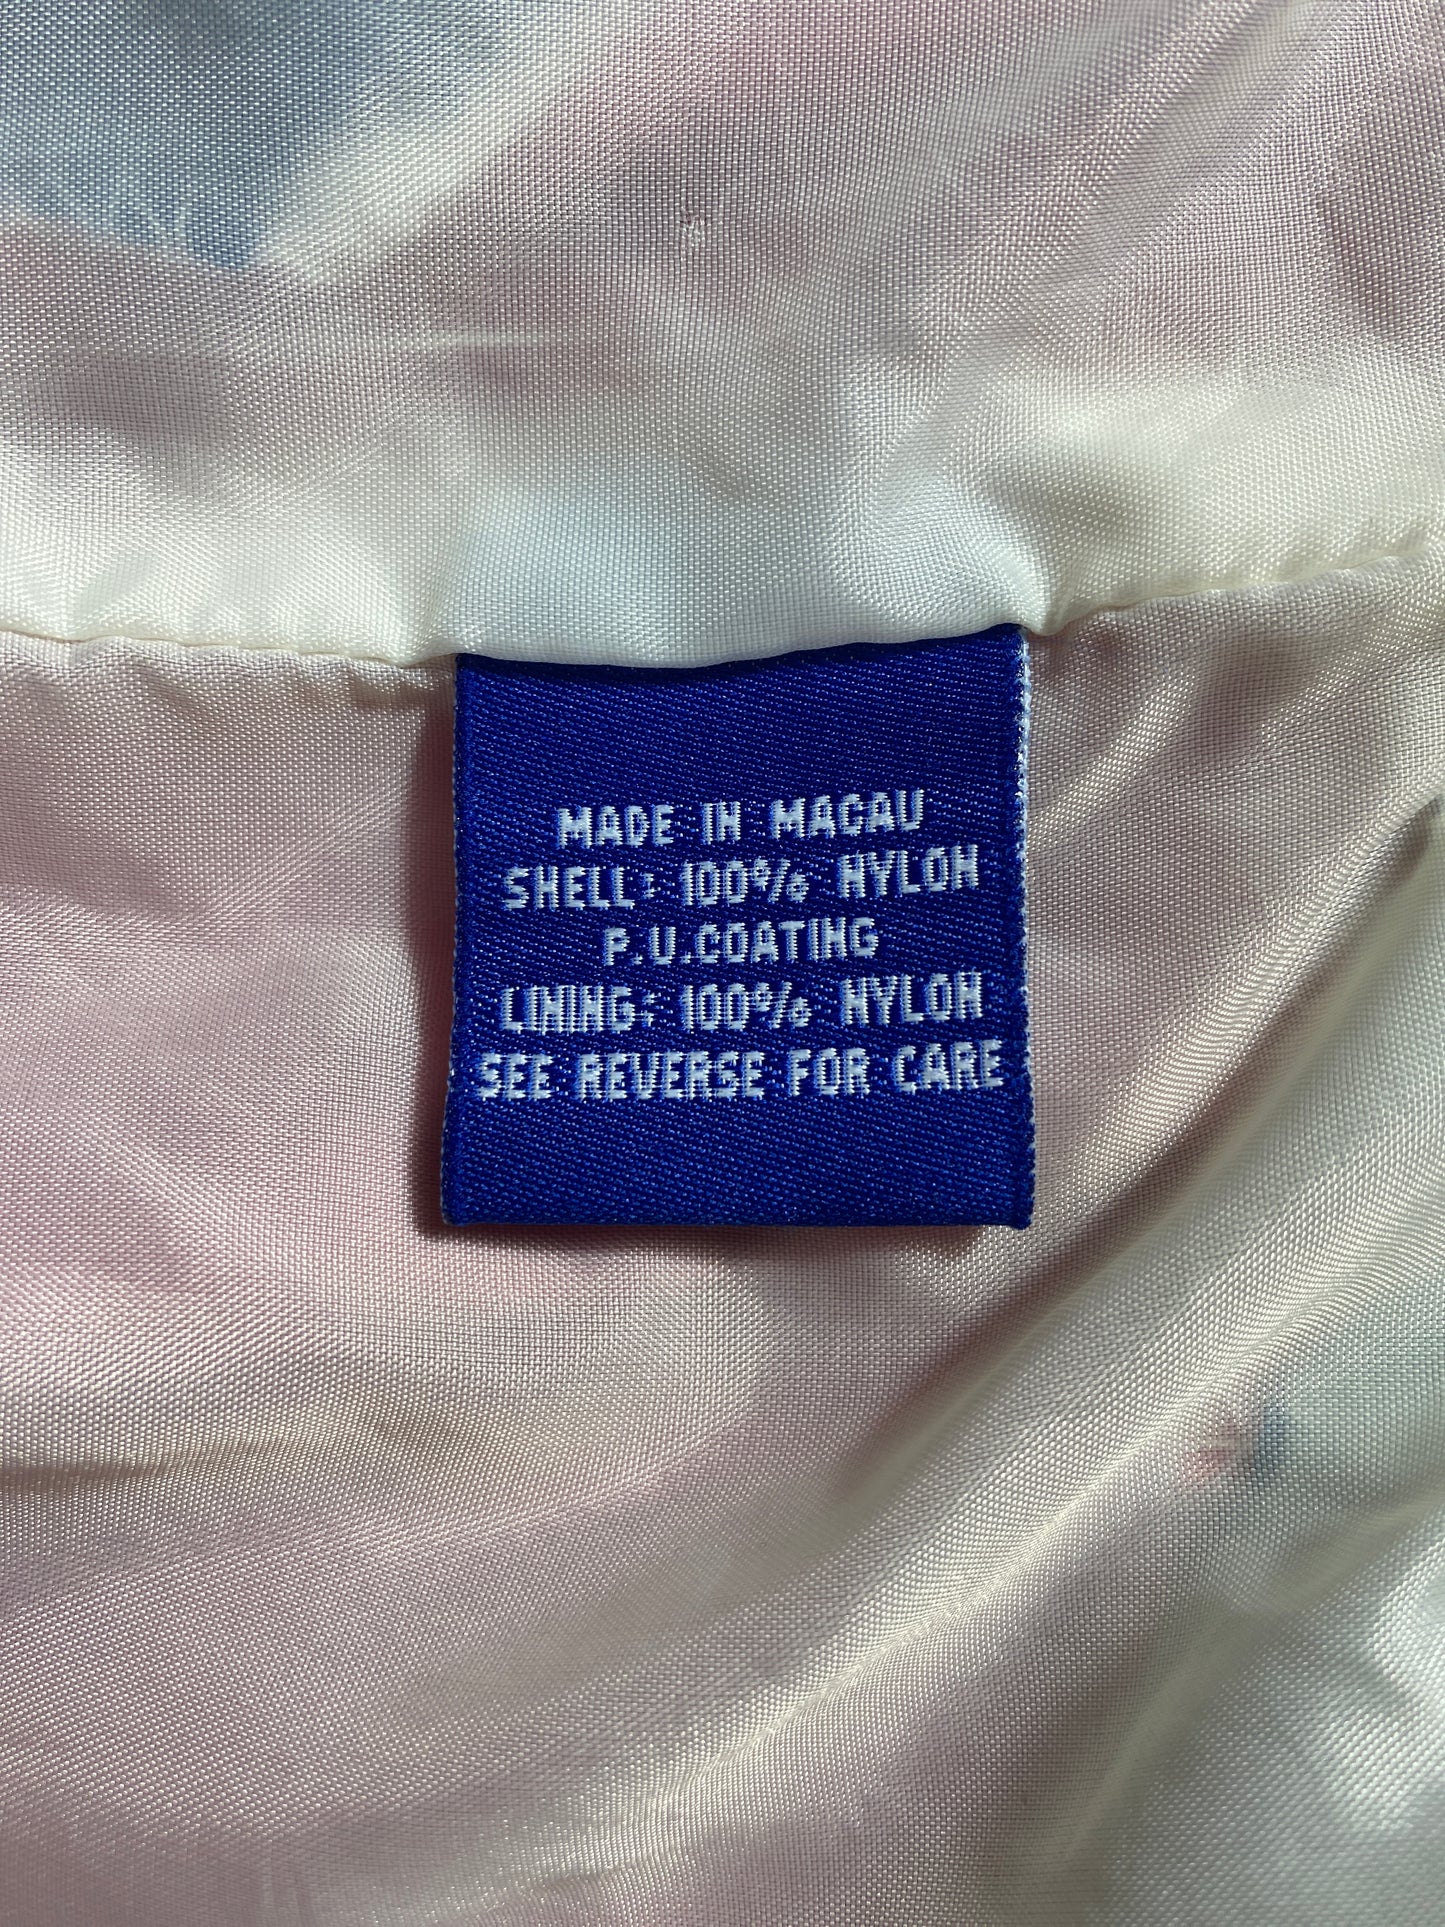 MADE IN MACAU
SHELL: 100% NYLON
P.U.COATING
LINING: 100% NYLON
SEE REVERSE FOR CARE